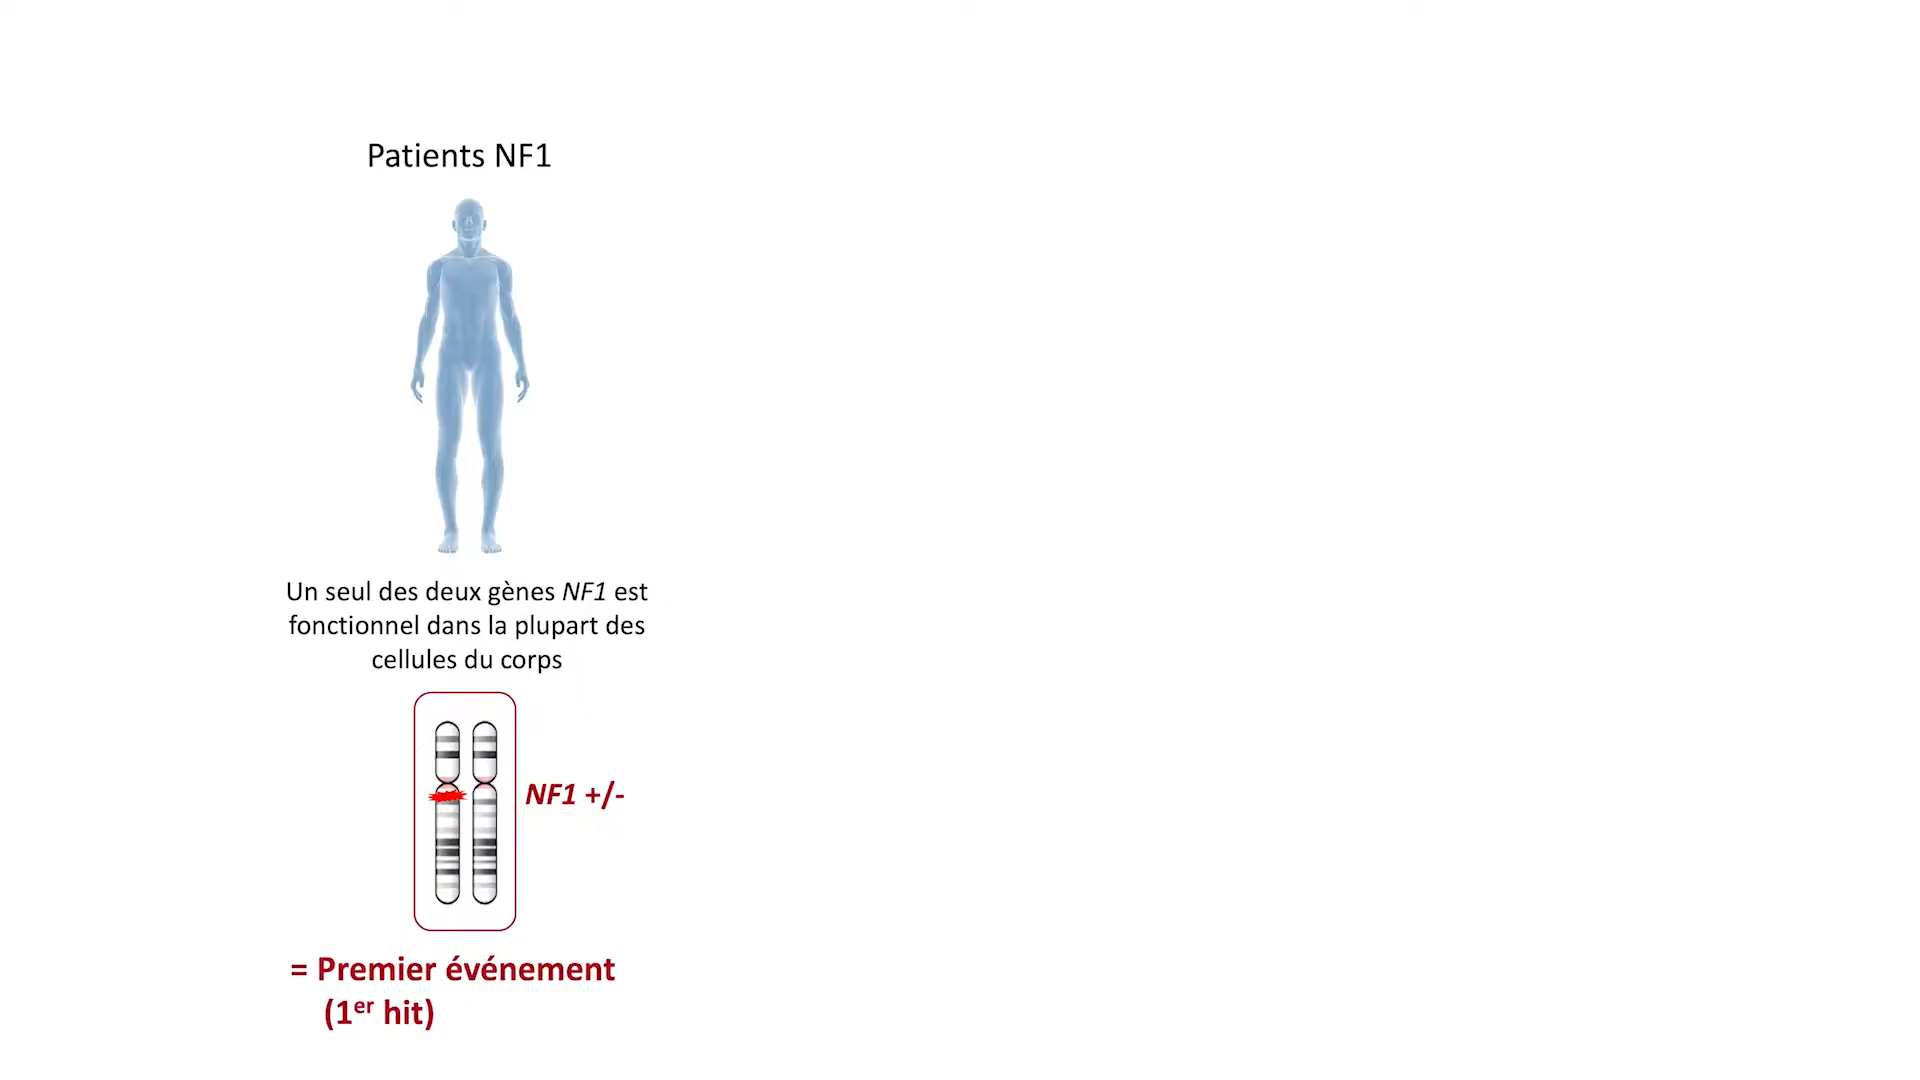 Patients NF1
Un seul des deux gènes NF1 est
fonctionnel dans la plupart des
cellules du corps
NF1 +/-
= Premier événement
(1er hit)